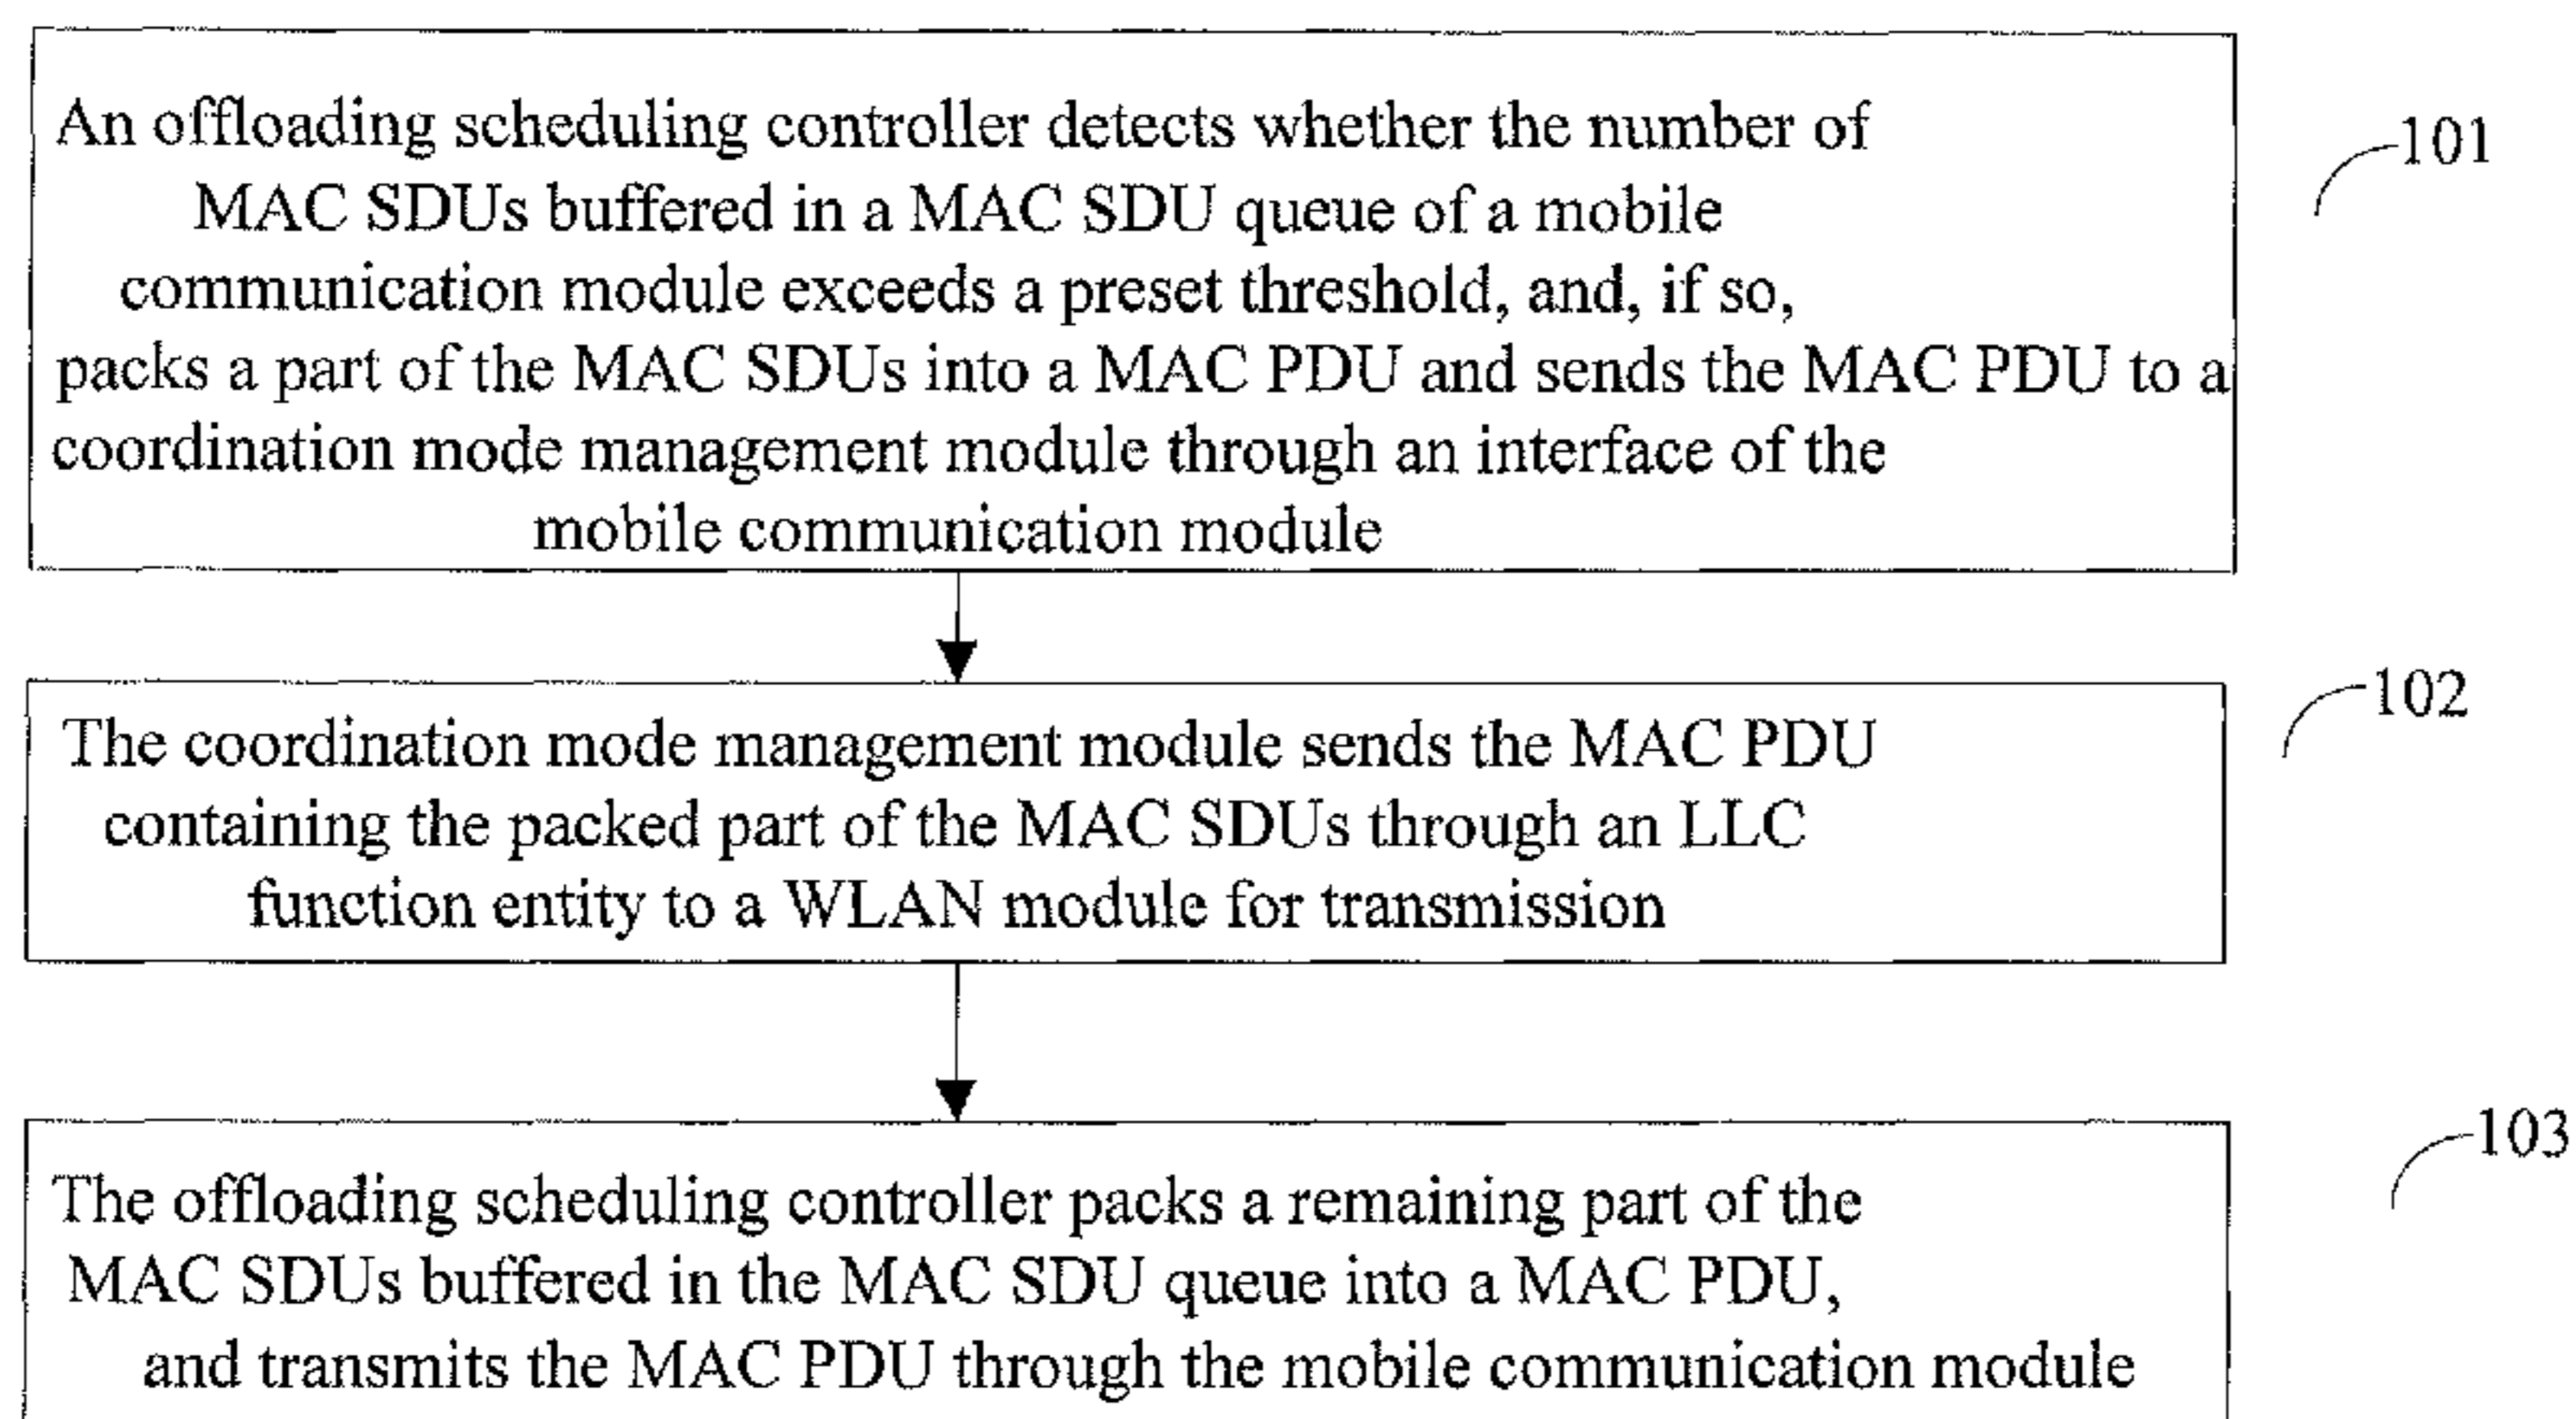 An offloading scheduling controller detects whether the number of
MAC SDUs buffered in a MAC SDU queue of a mobile
communication module exceeds a preset threshold, and, if so,
packs a part of the MAC SDUs into a MAC PDU and sends the MAC PDU to a
coordination mode management module through an interface of the
mobile communication module
101
The coordination mode management module sends the MAC PDU
containing the packed part of the MAC SDUs through an LLC
function entity to a WLAN module for transmission
102
The offloading scheduling controller packs a remaining part of the
MAC SDUs buffered in the MAC SDU queue into a MAC PDU,
and transmits the MAC PDU through the mobile communication module
103